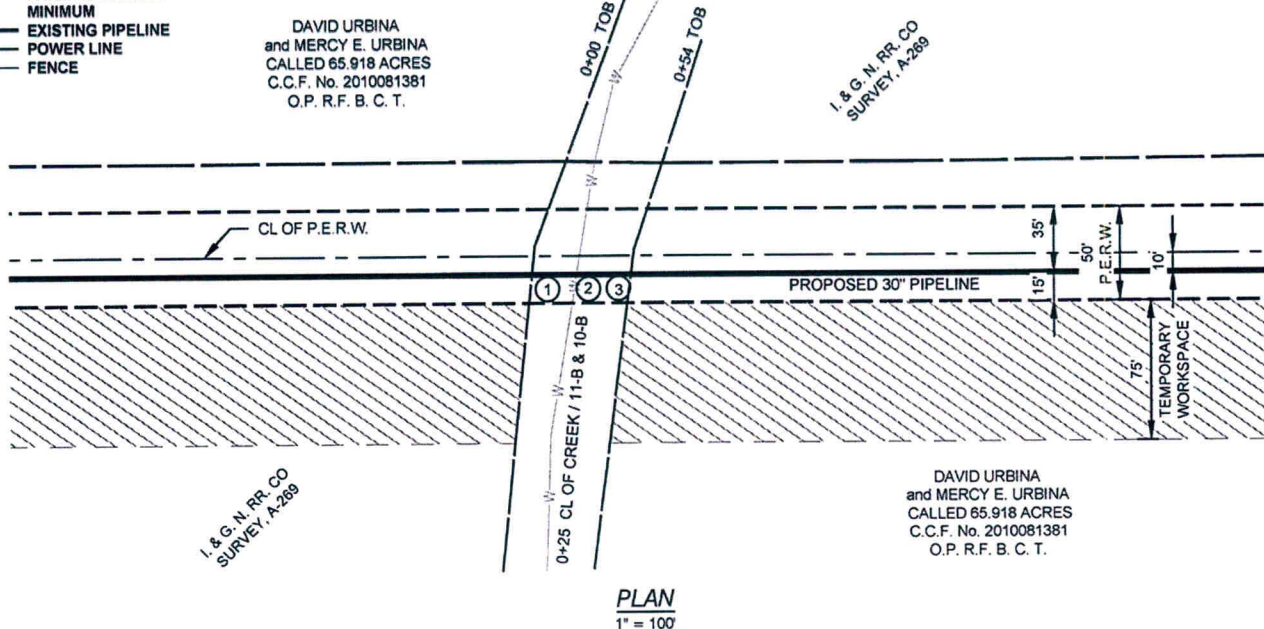 MINIMUM
EXISTING PIPELINE
POWER LINE
FENCE
DAVID URBINA
and MERCY E. URBINA
CALLED 65.918 ACRES
C.C.F. No. 2010081381
O.P. R.F. B. C. T.
0+00 TOB
W
0+54 TOB
I. & G. N. RR. CO
SURVEY, A-269
W
CL OF P.E.R.W.
35'
50'
P.E.R.W.
10'
1
W
2
3
PROPOSED 30" PIPELINE
15'
0+25 CL OF CREEK / 11-B & 10-B
W
W
75'
TEMPORARY
WORKSPACE
I. & G. N. RR. CO
SURVEY, A-269
DAVID URBINA
and MERCY E. URBINA
CALLED 65.918 ACRES
C.C.F. No. 2010081381
O.P. R.F. B. C. T.
PLAN
1" = 100'